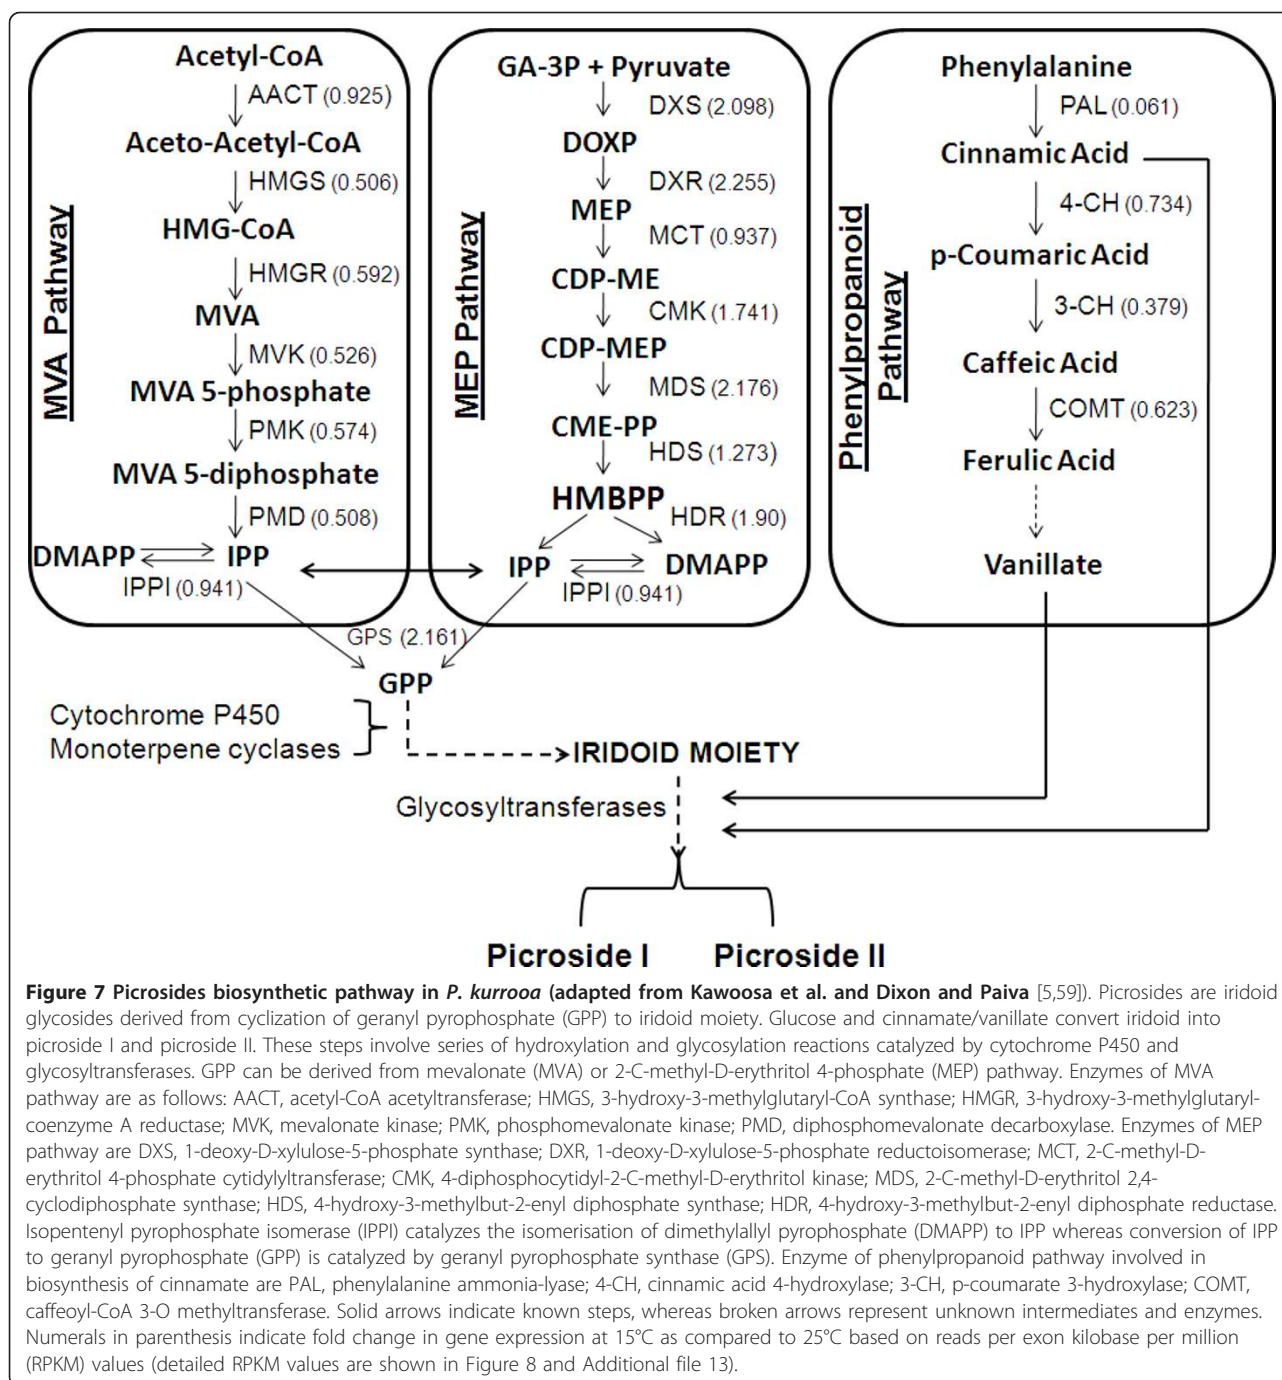 Acetyl-CoA
AACT (0.925)
Aceto-Acetyl-CoA
HMGS (0.506)
HMG-CoA
HMGR (0.592)
MVA
MVK (0.526)
MVA 5-phosphate
PMK (0.574)
MVA 5-diphosphate
PMD (0.508)
DMAPP
IPP
IPPI (0.941)
MVA Pathway
GA-3P + Pyruvate
DXS (2.098)
DOXP
DXR (2.255)
MEP
MCT (0.937)
CDP-ME
CMK (1.741)
CDP-MEP
MDS (2.176)
CME-PP
HDS (1.273)
HMBPP
HDR (1.90)
IPP
DMAPP
IPPI (0.941)
MEP Pathway
Phenylalanine
PAL (0.061)
Cinnamic Acid
4-CH (0.734)
p-Coumaric Acid
3-CH (0.379)
Caffeic Acid
COMT (0.623)
Ferulic Acid
Vanillate
Phenylpropanoid
Pathway
GPS (2.161)
GPP
Cytochrome P450
Monoterpene cyclases
IRIDOID MOIETY
Glycosyltransferases
Picroside I
Picroside II
Figure 7 Picrosides biosynthetic pathway in P. kurrooa (adapted from Kawoosa et al. and Dixon and Paiva [5,59]). Picrosides are iridoid
glycosides derived from cyclization of geranyl pyrophosphate (GPP) to iridoid moiety. Glucose and cinnamate/vanillate convert iridoid into
picroside I and picroside II. These steps involve series of hydroxylation and glycosylation reactions catalyzed by cytochrome P450 and
glycosyltransferases. GPP can be derived from mevalonate (MVA) or 2-C-methyl-D-erythritol 4-phosphate (MEP) pathway. Enzymes of MVA
pathway are as follows: AACT, acetyl-CoA acetyltransferase; HMGS, 3-hydroxy-3-methylglutaryl-CoA synthase; HMGR, 3-hydroxy-3-methylglutaryl-
coenzyme A reductase; MVK, mevalonate kinase; PMK, phosphomevalonate kinase; PMD, diphosphomevalonate decarboxylase. Enzymes of MEP
pathway are DXS, 1-deoxy-D-xylulose-5-phosphate synthase; DXR, 1-deoxy-D-xylulose-5-phosphate reductoisomerase; MCT, 2-C-methyl-D-
erythritol 4-phosphate cytidylyltransferase; CMK, 4-diphosphocytidyl-2-C-methyl-D-erythritol kinase; MDS, 2-C-methyl-D-erythritol 2,4-
cyclodiphosphate synthase; HDS, 4-hydroxy-3-methylbut-2-enyl diphosphate synthase; HDR, 4-hydroxy-3-methylbut-2-enyl diphosphate reductase.
Isopentenyl pyrophosphate isomerase (IPPI) catalyzes the isomerisation of dimethylallyl pyrophosphate (DMAPP) to IPP whereas conversion of IPP
to geranyl pyrophosphate (GPP) is catalyzed by geranyl pyrophosphate synthase (GPS). Enzyme of phenylpropanoid pathway involved in
biosynthesis of cinnamate are PAL, phenylalanine ammonia-lyase; 4-CH, cinnamic acid 4-hydroxylase; 3-CH, p-coumarate 3-hydroxylase; COMT,
caffeoyl-CoA 3-O methyltransferase. Solid arrows indicate known steps, whereas broken arrows represent unknown intermediates and enzymes.
Numerals in parenthesis indicate fold change in gene expression at 15°C as compared to 25°C based on reads per exon kilobase per million
(RPKM) values (detailed RPKM values are shown in Figure 8 and Additional file 13).